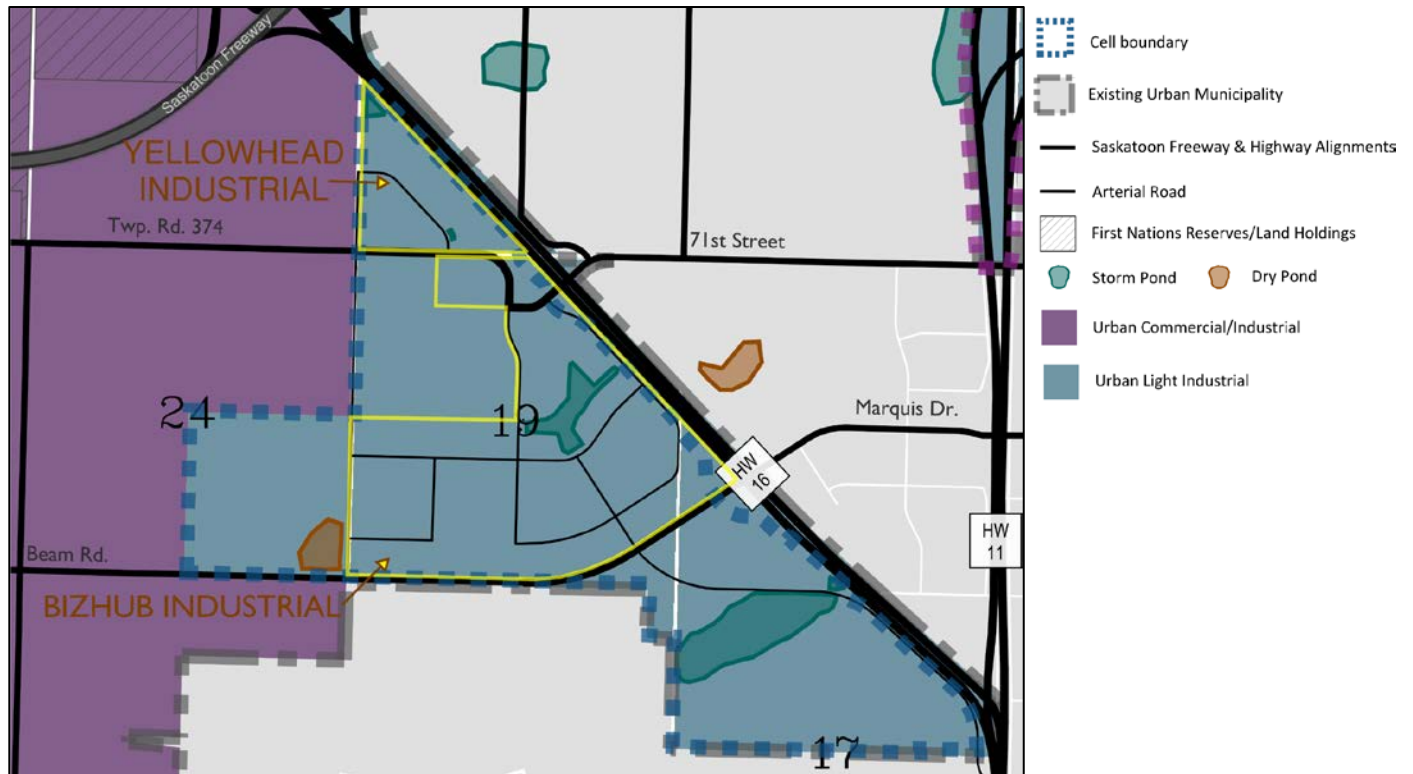 Saskatoon Freeway
YELLOWHEAD
INDUSTRIAL
Twp. Rd. 374
71st Street
24
19
Marquis Dr.
HW
16
HW
11
Beam Rd.
BIZHUB INDUSTRIAL
17
Cell boundary
Existing Urban Municipality
Saskatoon Freeway & Highway Alignments
Arterial Road
First Nations Reserves/Land Holdings
Storm Pond
Dry Pond
Urban Commercial/Industrial
Urban Light Industrial